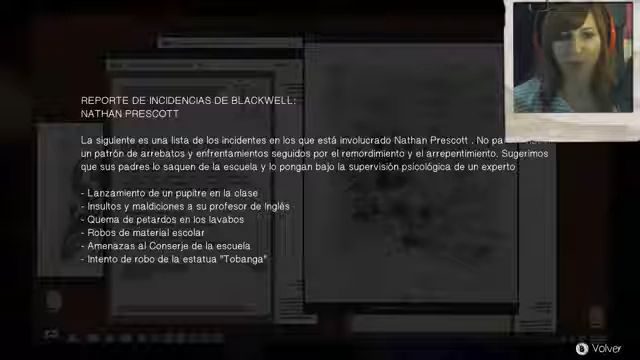 REPORTE DE INCIDENCIAS DE BLACKWELL:
NATHAN PRESCOTT
La siguiente es una lista de los incidentes en los que está involucrado Nathan Prescott . No
un patrón de arrebatos y enfrentamientos seguidos por el remordimiento y el arrepentimiento. Sugerimos
que sus padres lo saquen de la escuela y lo pongan bajo la supervisión psicológica de un experto
- Lanzamiento de un pupitre en la clase
- Insultos y maldiciones a su profesor de Inglés
- Quema de petardos en los lavabos
- Robos de material escolar
- Amenazas al Conserje de la escuela
- Intento de robo de la estatua "Tobanga"
B Volver